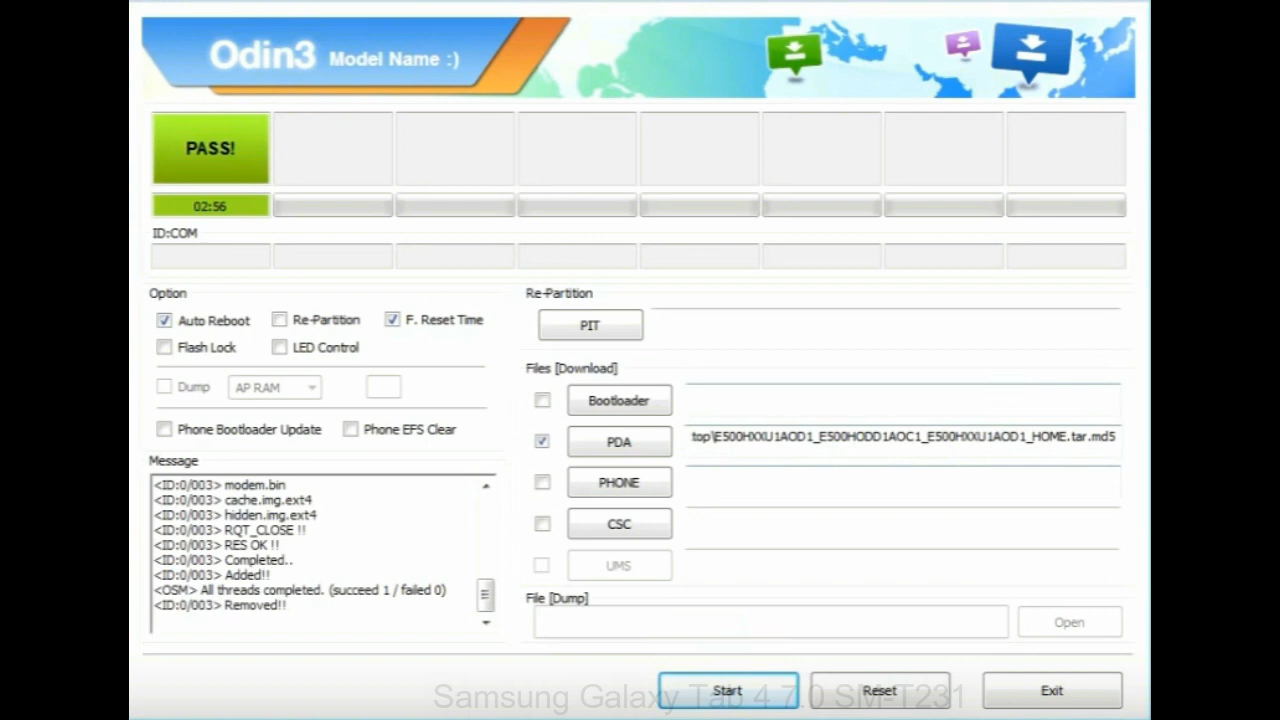 Odin3 Model Name :)
PASS!
02:56
ID:COM
Option
Auto Reboot Re-Partition F. Reset Time
Flash Lock LED Control
Dump AP RAM
Phone Bootloader Update Phone EFS Clear
Message
<ID:0/003> modem.bin
<ID:0/003> cache.img.ext4
<ID:0/003> hidden.img.ext4
<ID:0/003> RQT_CLOSE !!
<ID:0/003> RES OK !!
<ID:0/003> Completed..
<ID:0/003> Added!!
<OSM> All threads completed. (succeed 1 / failed 0)
<ID:0/003> Removed!!
Re-Partition
PIT
Files [Download]
Bootloader
PDA top\E500HXXU1AOD1_E500HODD1AOC1_E500HXXU1AOD1_HOME.tar.md5
PHONE
CSC
UMS
File [Dump]
Open
Start Reset Exit
Samsung Galaxy Tab 4 7.0 SM-T231